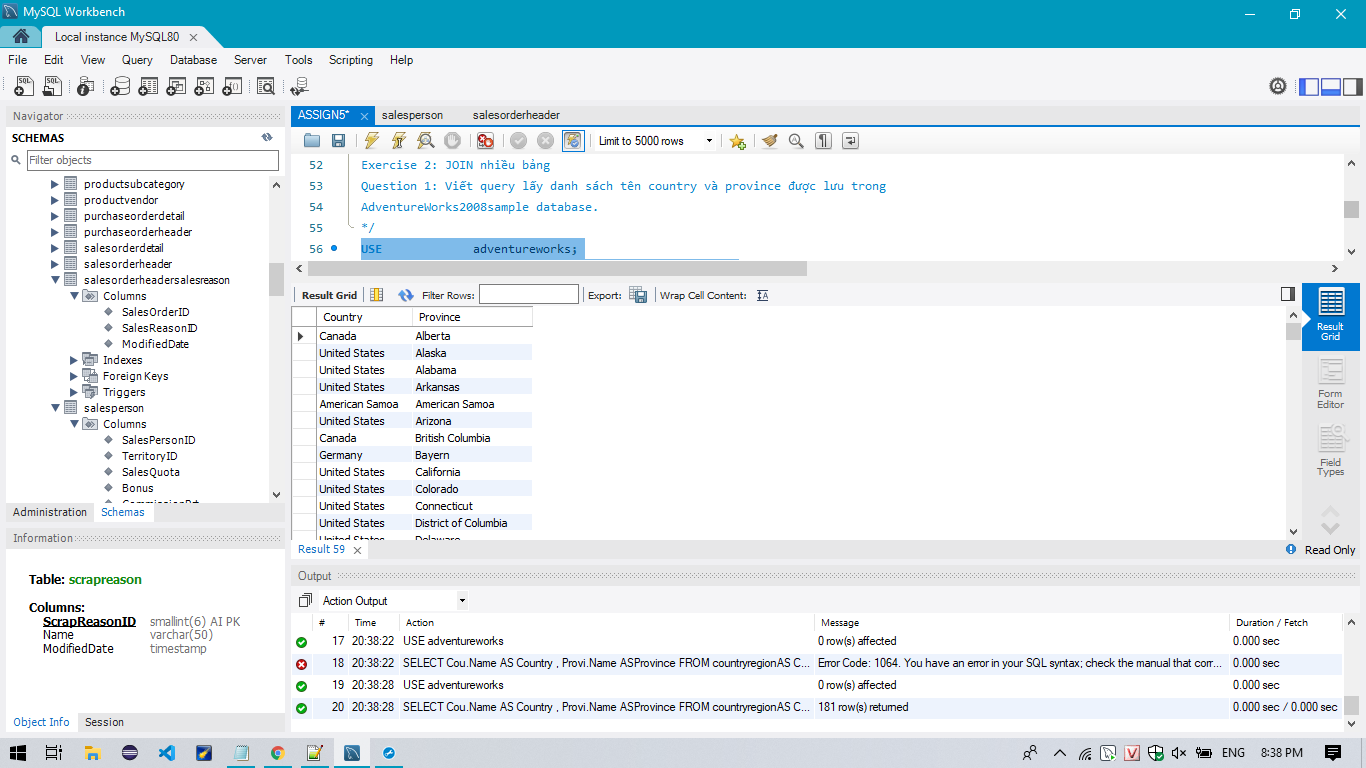 MySQL Workbench
Local instance MySQL80
File Edit View Query Database Server Tools Scripting Help
Navigator
SCHEMAS
Filter objects
productsubcategory
productvendor
purchaseorderdetail
purchaseorderheader
salesorderdetail
salesorderheader
salesorderheadersalesreason
Columns
SalesOrderID
SalesReasonID
ModifiedDate
Indexes
Foreign Keys
Triggers
salesperson
Columns
SalesPersonID
TerritoryID
SalesQuota
Bonus
Administration Schemas
Information
Table: scrapreason
Columns:
ScrapReasonID smallint(6) AI PK
Name varchar(50)
ModifiedDate timestamp
Object Info Session
ASSIGN5* salesperson salesorderheader
Limit to 5000 rows
52 Exercise 2: JOIN nhiều bảng
53 Question 1: Viết query lấy danh sách tên country và province được lưu trong
54 AdventureWorks2008sample database.
55 */
56 USE adventureworks;
Result Grid Filter Rows: Export: Wrap Cell Content:
Country Province
Canada Alberta
United States Alaska
United States Alabama
United States Arkansas
American Samoa American Samoa
United States Arizona
Canada British Columbia
Germany Bayern
United States California
United States Colorado
United States Connecticut
United States District of Columbia
United States Delaware
Result Grid
Form Editor
Field Types
Result 59
Read Only
Output
Action Output
# Time Action Message Duration / Fetch
17 20:38:22 USE adventureworks 0 row(s) affected 0.000 sec
18 20:38:22 SELECT Cou.Name AS Country , Provi.Name ASProvince FROM countryregionAS C... Error Code: 1064. You have an error in your SQL syntax; check the manual that corr... 0.000 sec
19 20:38:28 USE adventureworks 0 row(s) affected 0.000 sec
20 20:38:28 SELECT Cou.Name AS Country , Provi.Name ASProvince FROM countryregionAS C... 181 row(s) returned 0.000 sec / 0.000 sec
ENG 8:38 PM